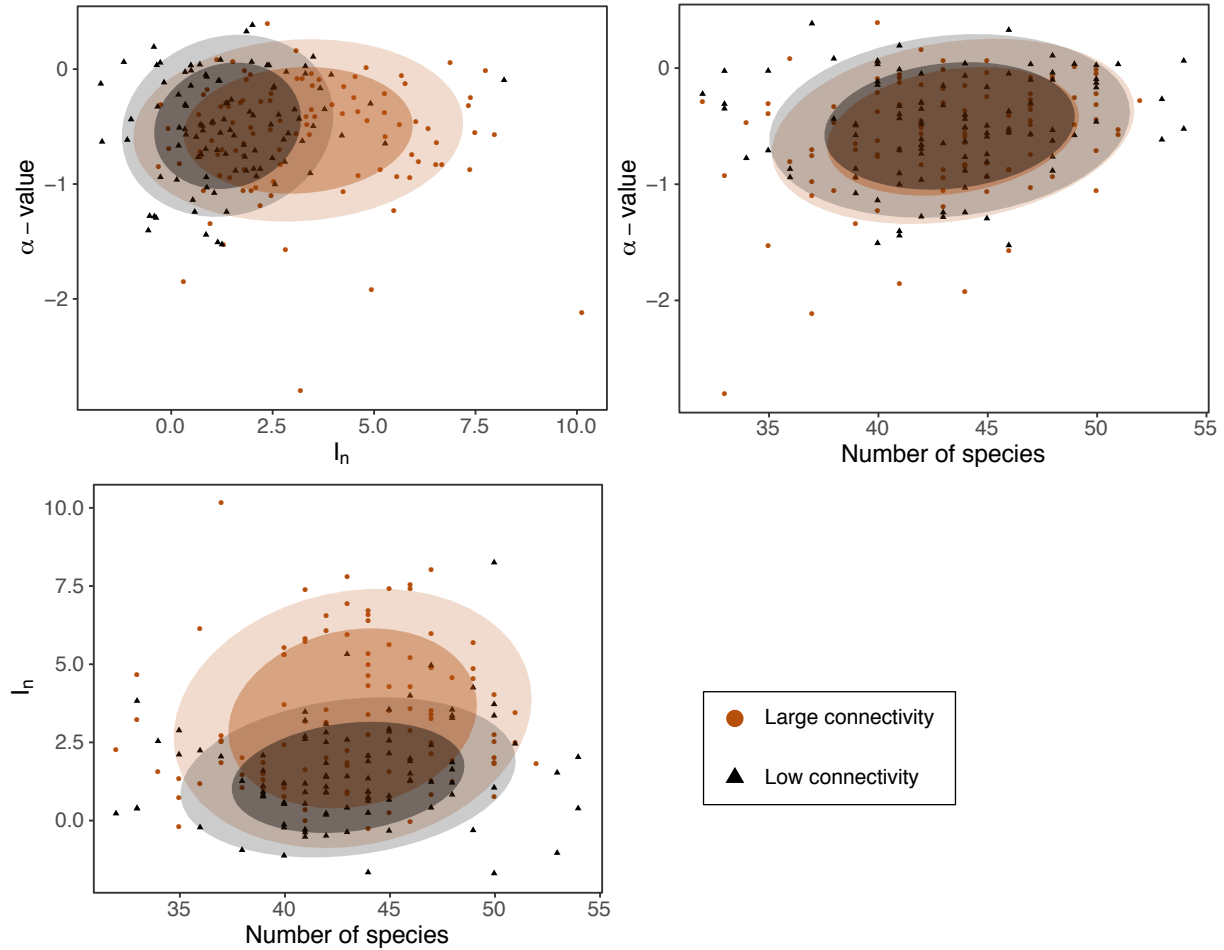 0
−1
−2
α − value
0.0 2.5 5.0 7.5 10.0
Iₙ
0
−1
−2
α − value
35 40 45 50 55
Number of species
10.0
7.5
5.0
2.5
0.0
Iₙ
35 40 45 50 55
Number of species
Large connectivity
Low connectivity